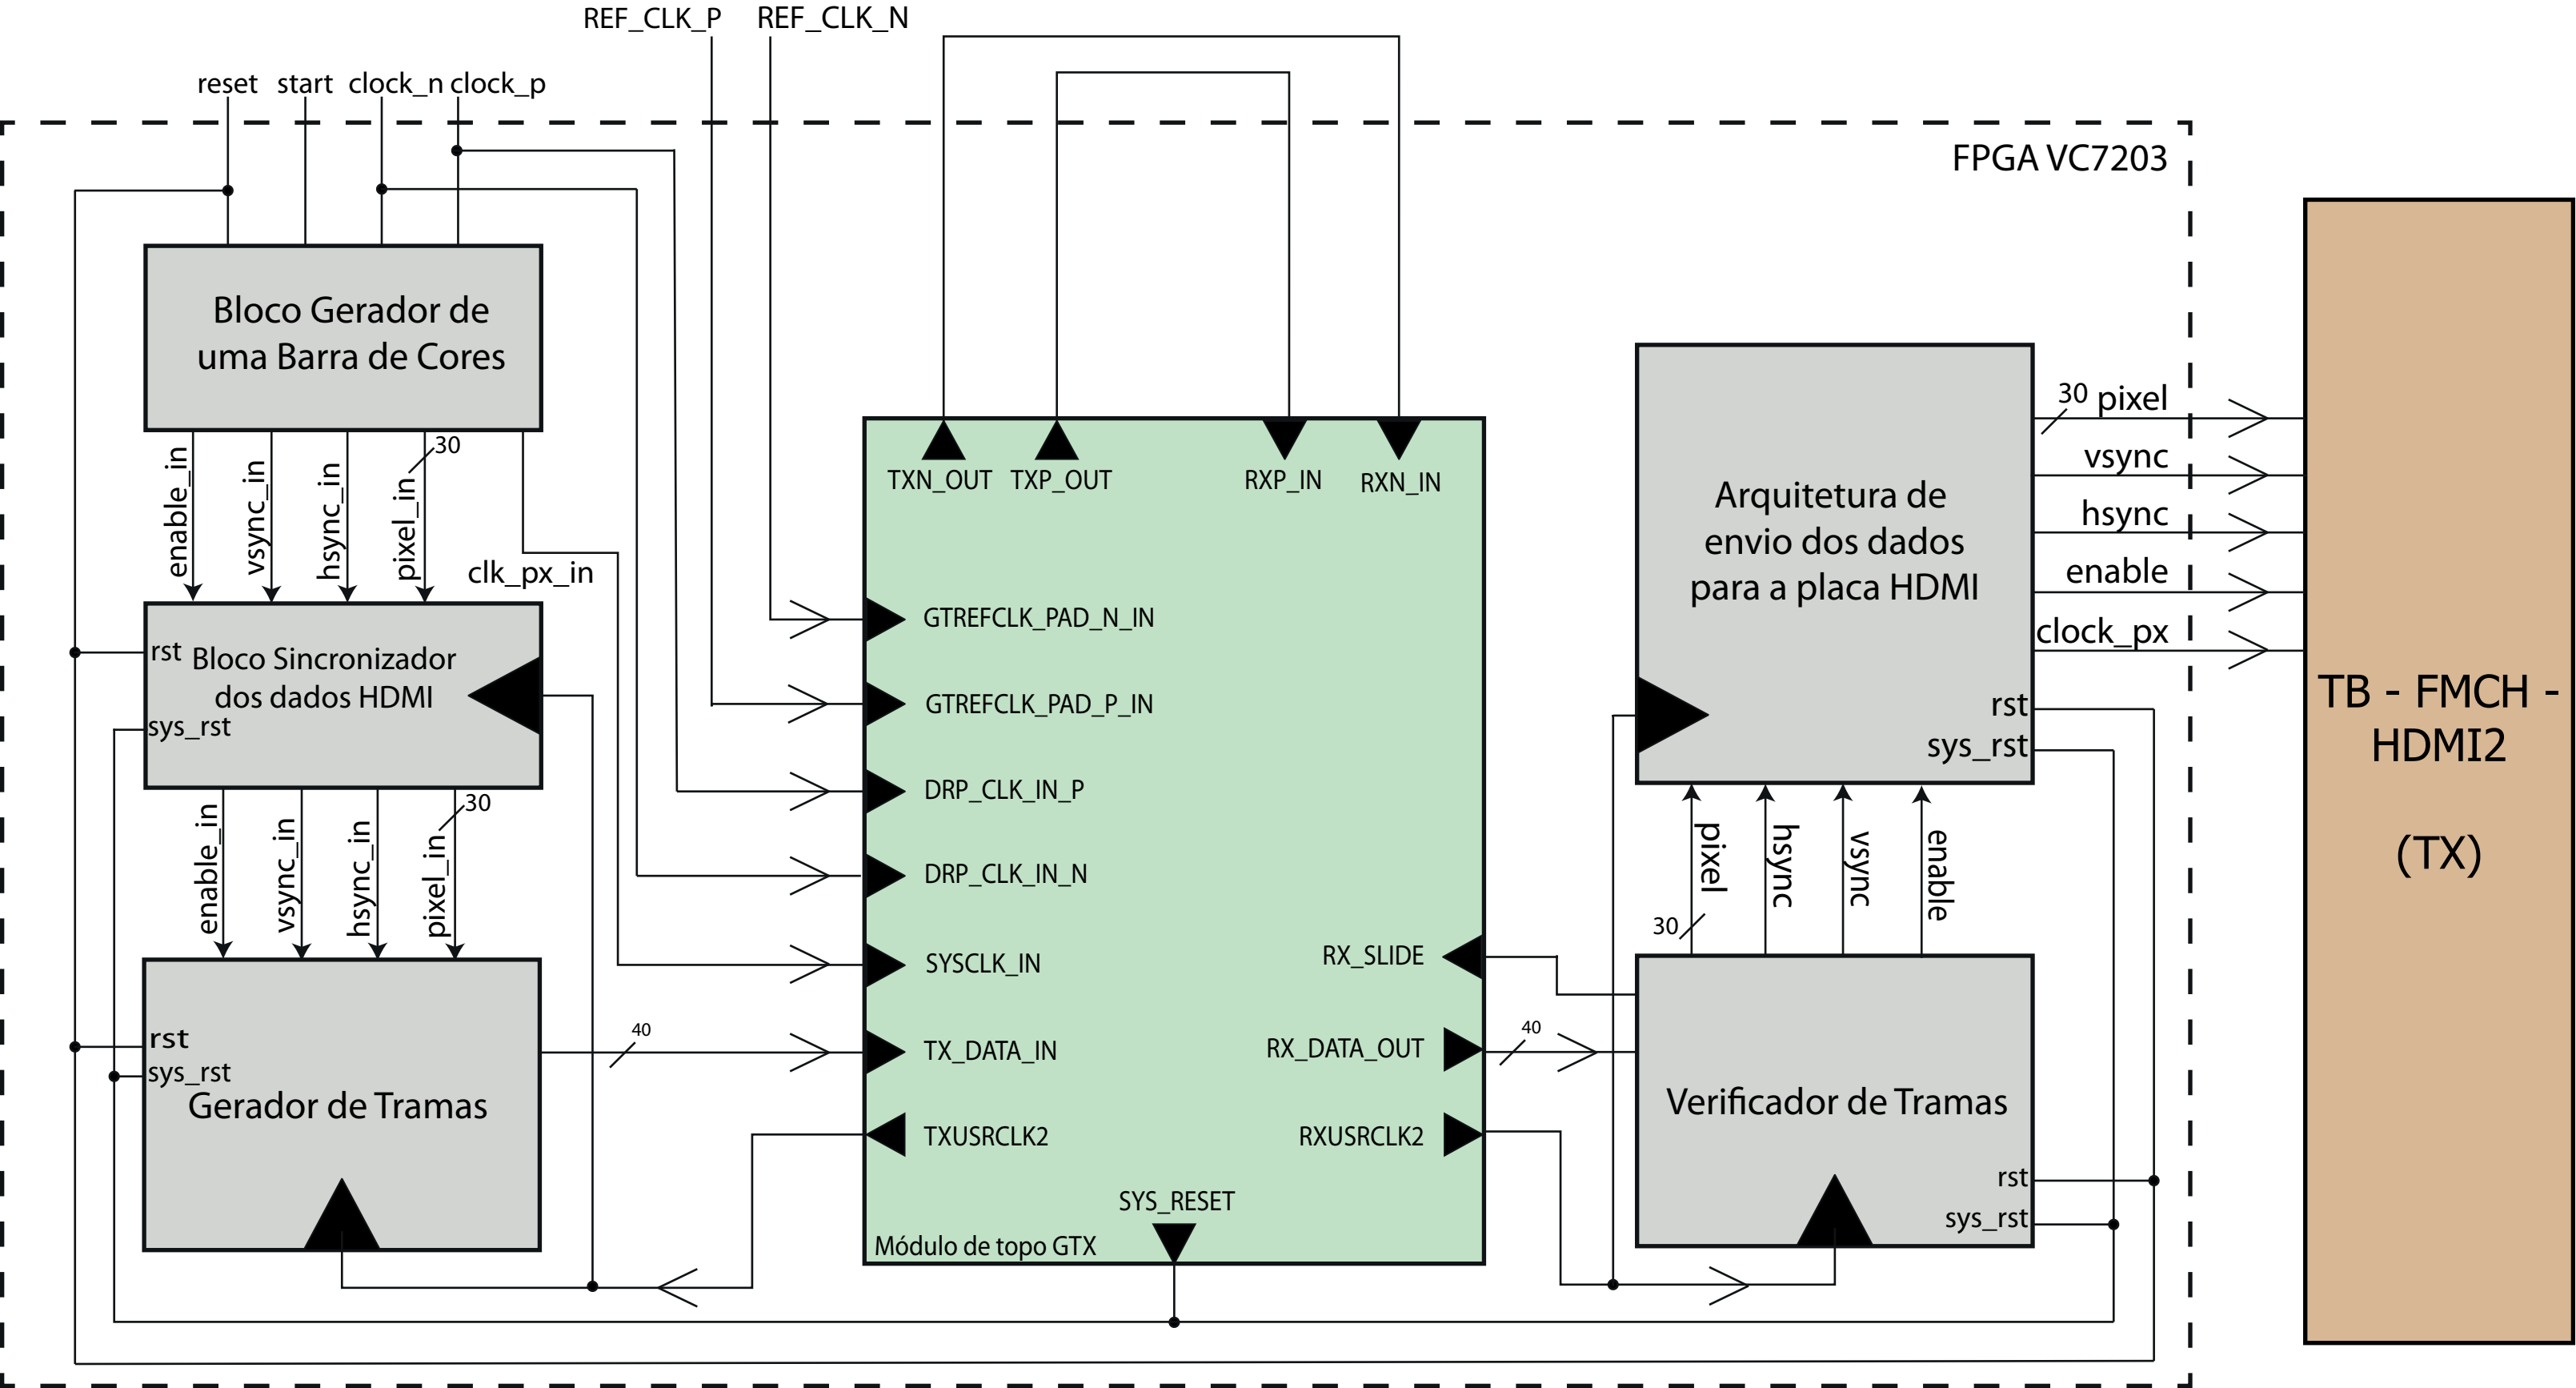 REF_CLK_P REF_CLK_N
reset start clock_n clock_p
FPGA VC7203
Bloco Gerador de
uma Barra de Cores
enable_in
vsync_in
hsync_in
pixel_in
30
clk_px_in
rst
Bloco Sincronizador
dos dados HDMI
sys_rst
enable_in
vsync_in
hsync_in
pixel_in
30
rst
sys_rst
Gerador de Tramas
40
TXN_OUT TXP_OUT RXP_IN RXN_IN
GTREFCLK_PAD_N_IN
GTREFCLK_PAD_P_IN
DRP_CLK_IN_P
DRP_CLK_IN_N
SYSCLK_IN
TX_DATA_IN
TXUSRCLK2
RX_SLIDE
RX_DATA_OUT
RXUSRCLK2
SYS_RESET
Módulo de topo GTX
40
Arquitetura de
envio dos dados
para a placa HDMI
rst
sys_rst
30 pixel
vsync
hsync
enable
clock_px
pixel
hsync
vsync
enable
30
Verificador de Tramas
rst
sys_rst
TB - FMCH -
HDMI2
(TX)